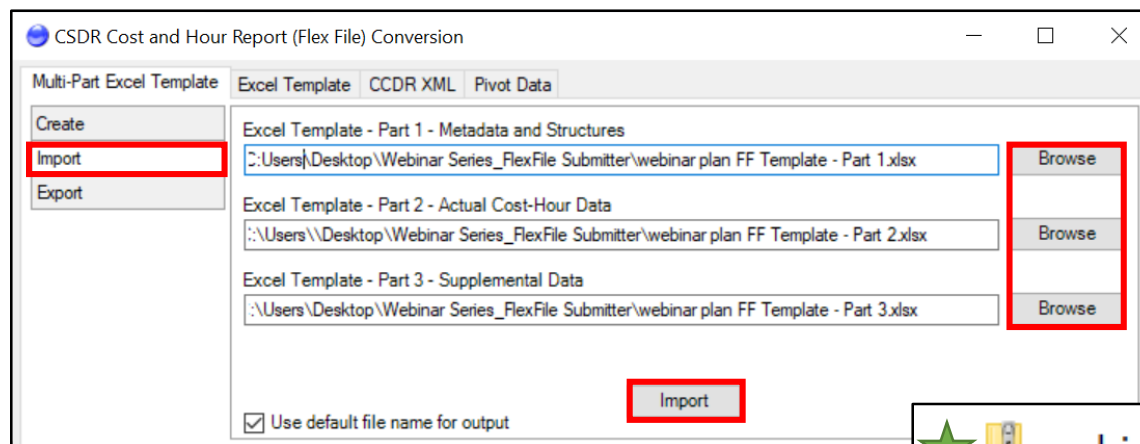 CSDR Cost and Hour Report (Flex File) Conversion
Multi-Part Excel Template Excel Template CCDR XML Pivot Data
Create
Import
Export
Excel Template - Part 1 - Metadata and Structures
:Users\Desktop\Webinar Series_FlexFile Submitter\webinar plan FF Template - Part 1.xlsx
Browse
Excel Template - Part 2 - Actual Cost-Hour Data
:\Users\\Desktop\Webinar Series_FlexFile Submitter\webinar plan FF Template - Part 2.xlsx
Browse
Excel Template - Part 3 - Supplemental Data
:\Users\Desktop\Webinar Series_FlexFile Submitter\webinar plan FF Template - Part 3.xlsx
Browse
Import
Use default file name for output